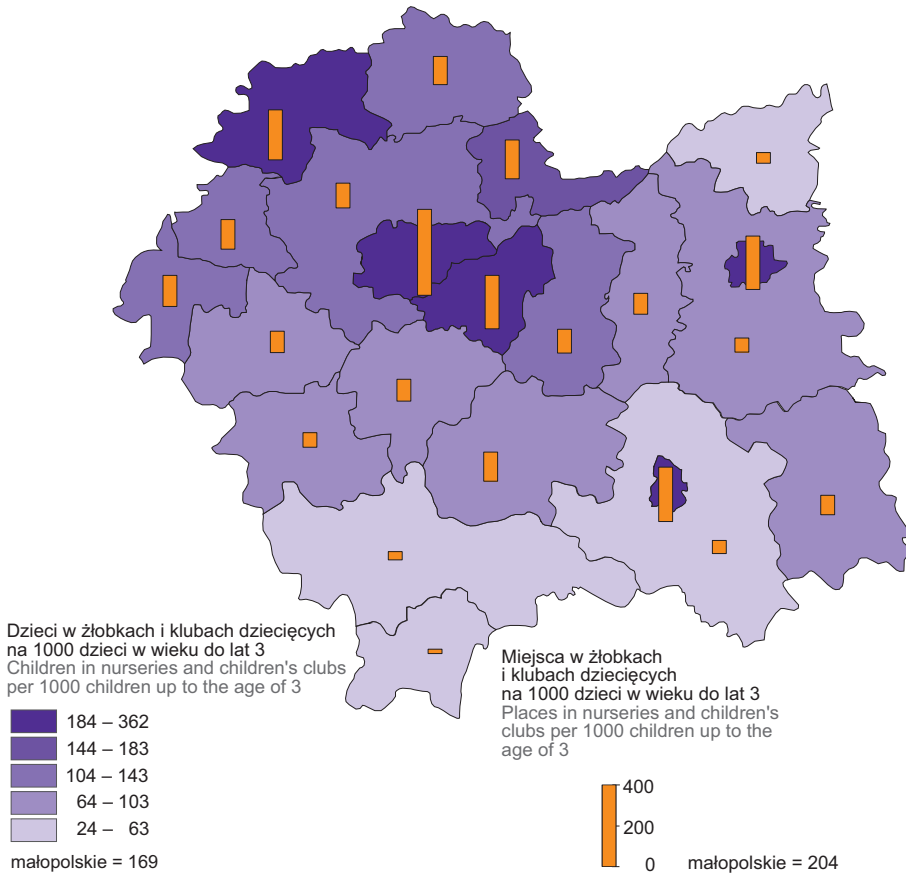 Dzieci w żłobkach i klubach dziecięcych
na 1000 dzieci w wieku do lat 3
Children in nurseries and children's clubs
per 1000 children up to the age of 3
184 – 362
144 – 183
104 – 143
64 – 103
24 – 63
małopolskie = 169
Miejsca w żłobkach
i klubach dziecięcych
na 1000 dzieci w wieku do lat 3
Places in nurseries and children's
clubs per 1000 children up to the
age of 3
400
200
0
małopolskie = 204